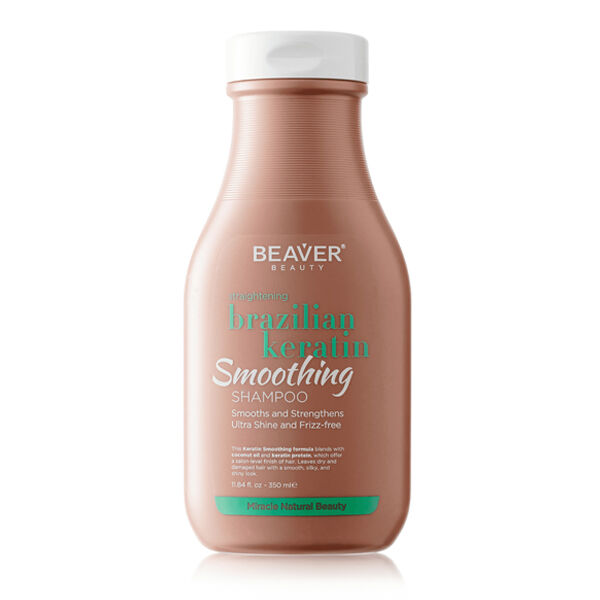 BEAVER®
BEAUTY
straightening
brazilian
keratin
Smoothing
SHAMPOO
Smooths and Strengthens
Ultra Shine and Frizz-free
This Keratin Smoothing formula blends with
coconut oil and keratin protein, which offer
a salon level finish of hair. Leaves dry and
damaged hair with a smooth, silky, and
shiny look.
11.84 fl. oz - 350 ml℮
Miracle Natural Beauty